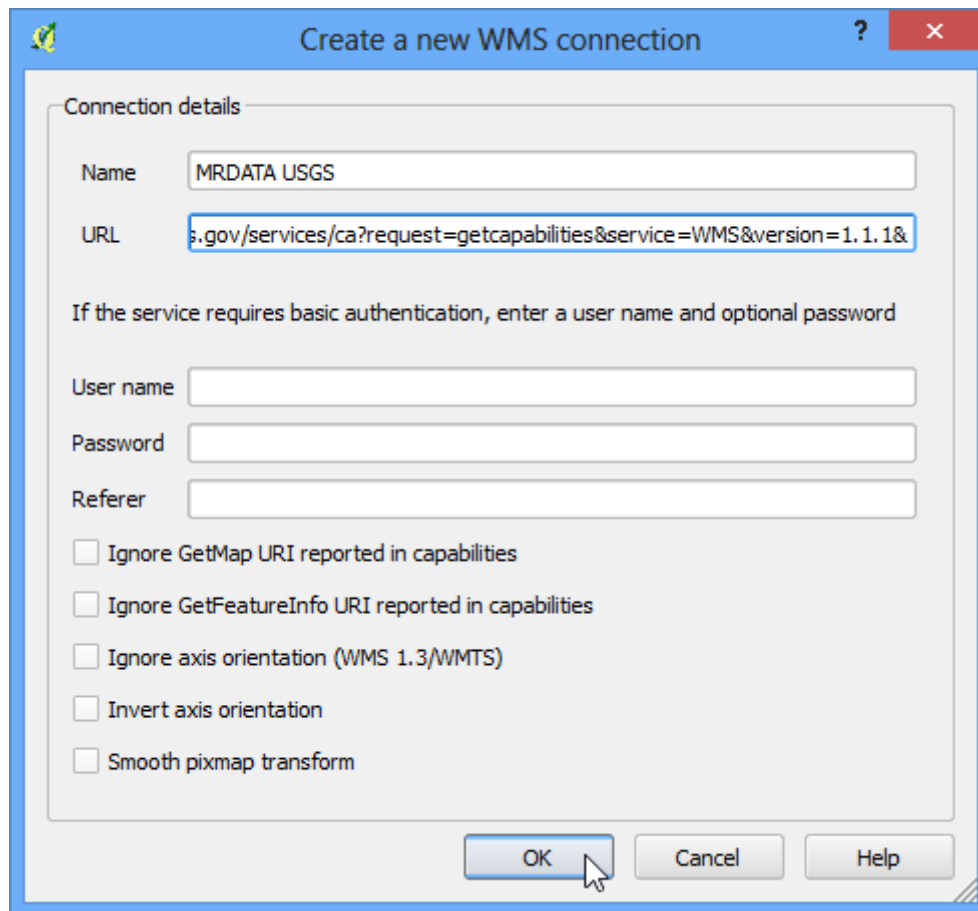 Create a new WMS connection
?
Connection details
Name MRDATA USGS
URL s.gov/services/ca?request=getcapabilities&service=WMS&version=1.1.1&
If the service requires basic authentication, enter a user name and optional password
User name
Password
Referer
Ignore GetMap URI reported in capabilities
Ignore GetFeatureInfo URI reported in capabilities
Ignore axis orientation (WMS 1.3/WMTS)
Invert axis orientation
Smooth pixmap transform
OK Cancel Help